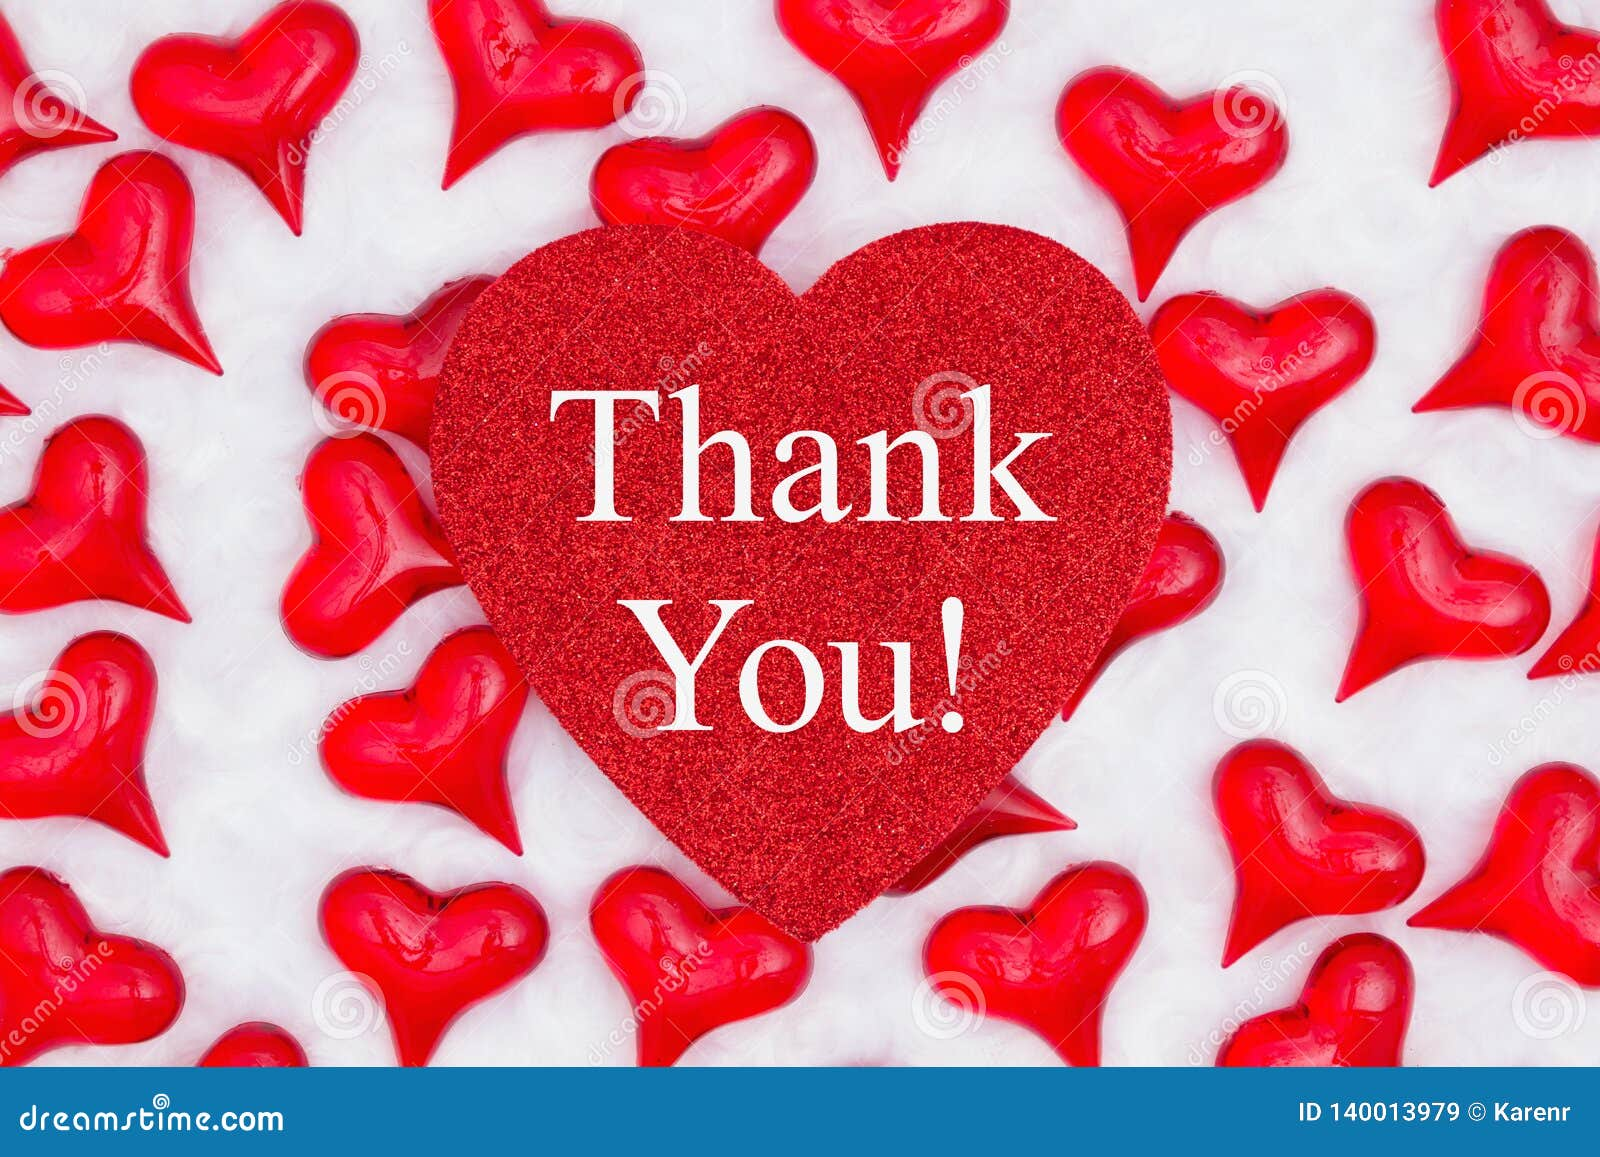 Thank
You!
dreamstime.com
ID 140013979 © Karenr